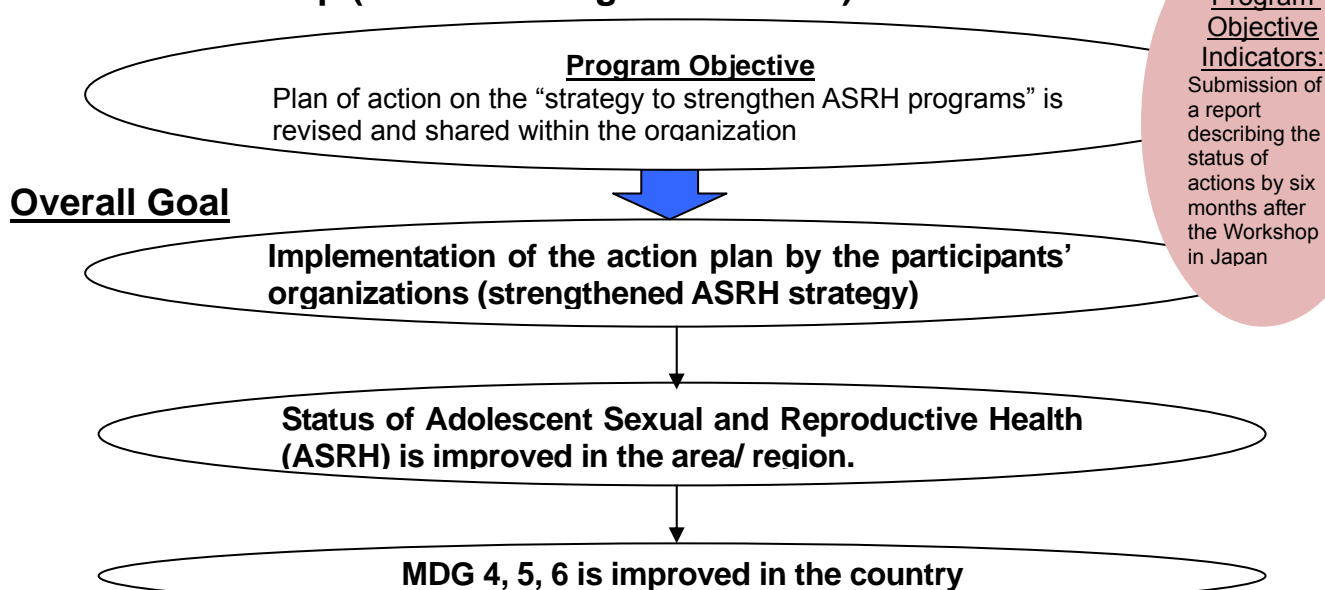 Program Objective
Plan of action on the “strategy to strengthen ASRH programs” is
revised and shared within the organization
Program
Objective
Indicators:
Submission of
a report
describing the
status of
actions by six
months after
the Workshop
in Japan
Overall Goal
Implementation of the action plan by the participants’
organizations (strengthened ASRH strategy)
Status of Adolescent Sexual and Reproductive Health
(ASRH) is improved in the area/ region.
MDG 4, 5, 6 is improved in the country